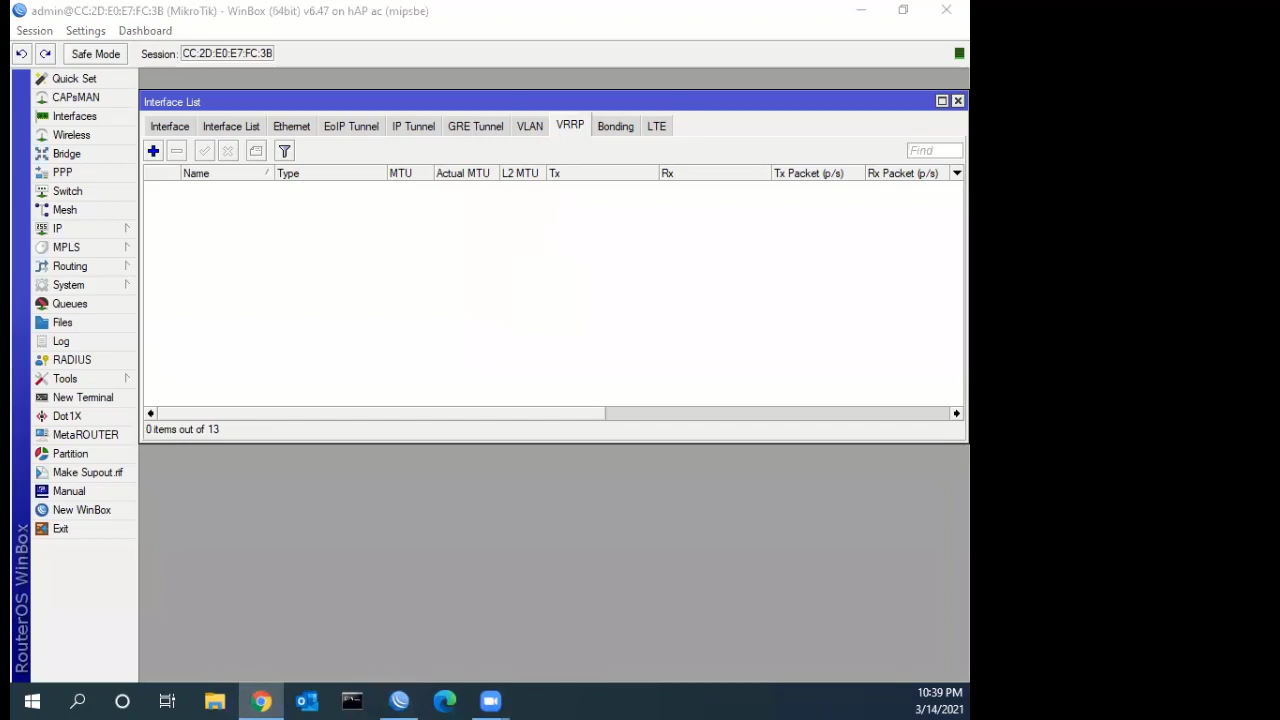 admin@CC:2D:E0:E7:FC:3B (MikroTik) - WinBox (64bit) v6.47 on hAP ac (mipsbe)
Session Settings Dashboard
Safe Mode Session: CC:2D:E0:E7:FC:3B
Quick Set
CAPsMAN
Interfaces
Wireless
Bridge
PPP
Switch
Mesh
IP
MPLS
Routing
System
Queues
Files
Log
RADIUS
Tools
New Terminal
Dot1X
MetaROUTER
Partition
Make Supout.rif
Manual
New WinBox
Exit
RouterOS WinBox
Interface List
Interface Interface List Ethernet EoIP Tunnel IP Tunnel GRE Tunnel VLAN VRRP Bonding LTE
Find
Name / Type MTU Actual MTU L2 MTU Tx Rx Tx Packet (p/s) Rx Packet (p/s)
0 items out of 13
10:39 PM
3/14/2021